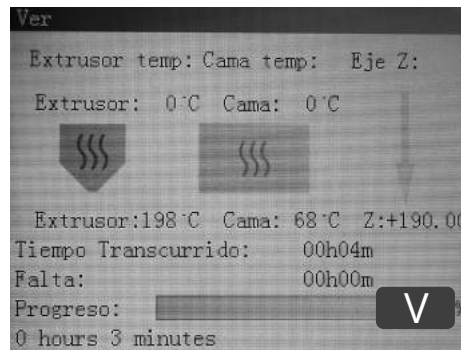 Ver
Extrusor temp: Cama temp: Eje Z:
Extrusor: 0°C Cama: 0°C
Extrusor:198°C Cama: 68°C Z:+190.00
Tiempo Transcurrido: 00h04m
Falta: 00h00m
Progreso:
V
0 hours 3 minutes